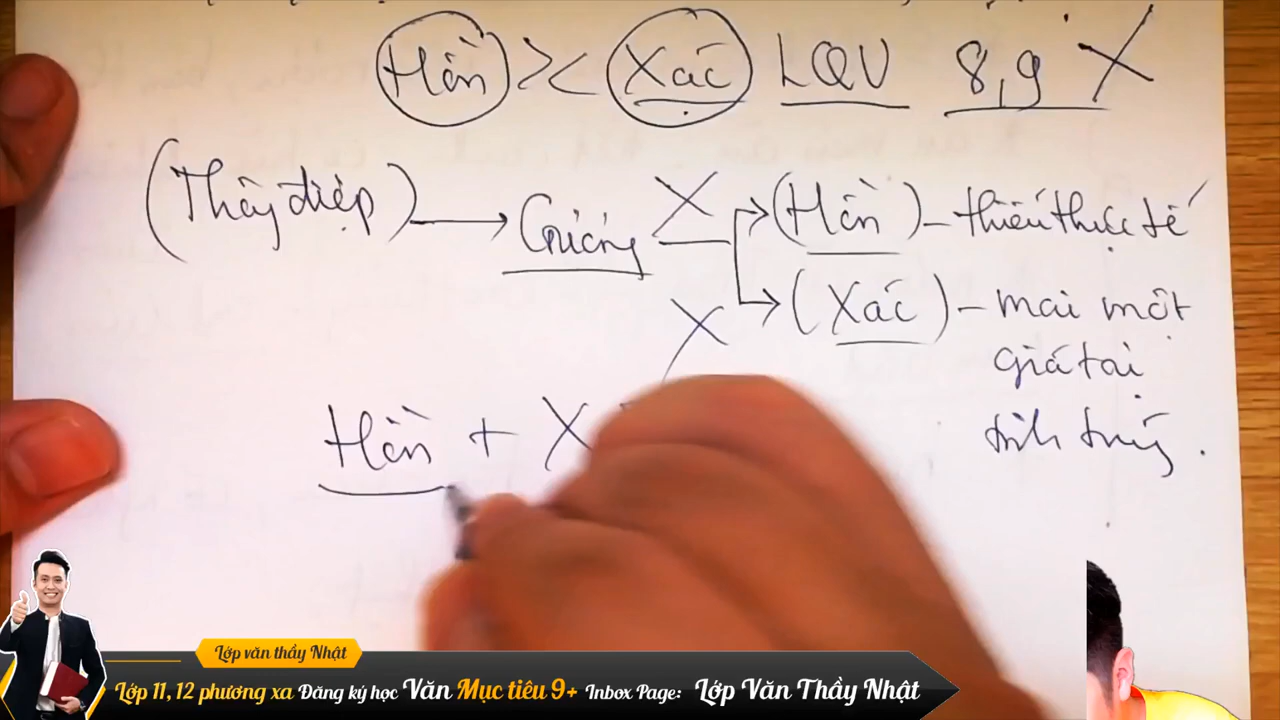 Hồn >< Xác LQV 8,9 X
(Thông điệp) → Gương X → (Hồn) - thiếu thực tế
→ (Xác) - mai một
X giá trị
tinh túy.
Hồn + X
Lớp văn thầy Nhật
Lớp 11, 12 phương xa Đăng ký học Văn Mục tiêu 9+ Inbox Page: Lớp Văn Thầy Nhật